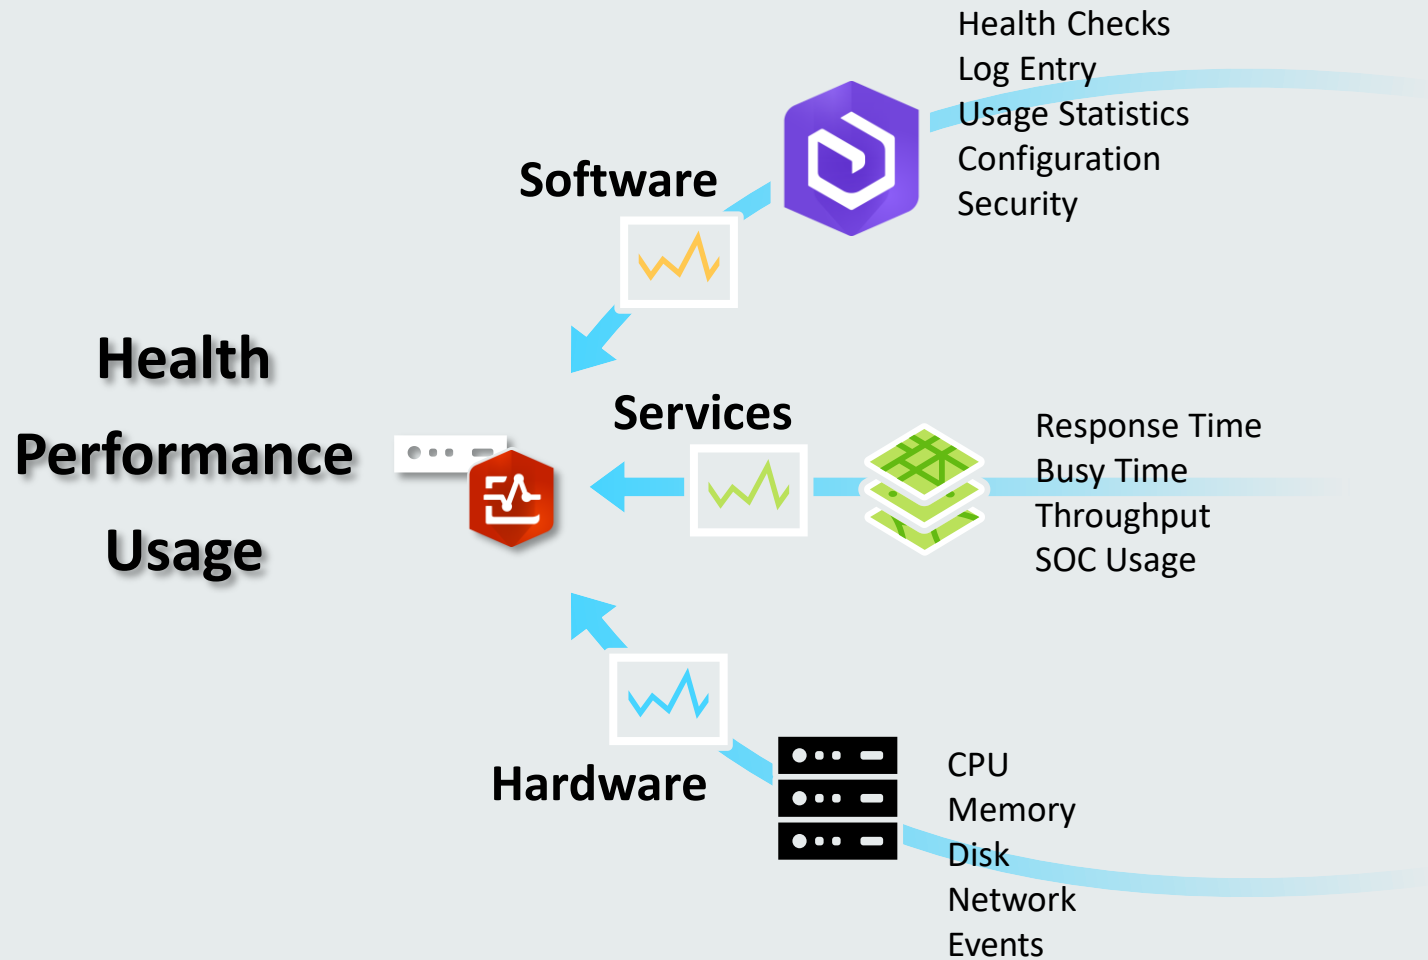 Health
Performance
Usage
Software
Health Checks
Log Entry
Usage Statistics
Configuration
Security
Services
Response Time
Busy Time
Throughput
SOC Usage
Hardware
CPU
Memory
Disk
Network
Events